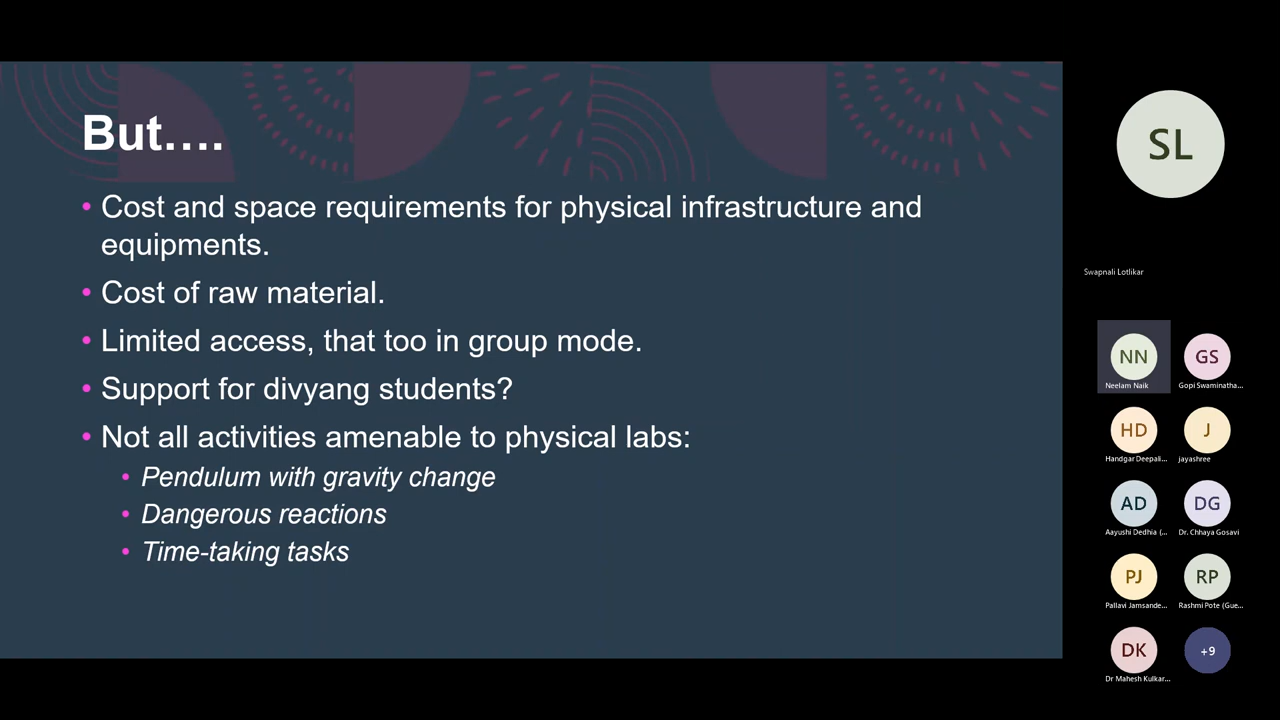 But....
• Cost and space requirements for physical infrastructure and
equipments.
• Cost of raw material.
• Limited access, that too in group mode.
• Support for divyang students?
• Not all activities amenable to physical labs:
• Pendulum with gravity change
• Dangerous reactions
• Time-taking tasks
SL
Swapnali Lotlikar
NN GS
Neelam Naik Gopi Swaminatha...
HD J
Handgar Deepali... jayashree
AD DG
Aayushi Dedhia (... Dr. Chhaya Gosavi
PJ RP
Pallavi Jamsande... Rashmi Pote (Gue...
DK +9
Dr Mahesh Kulkar...